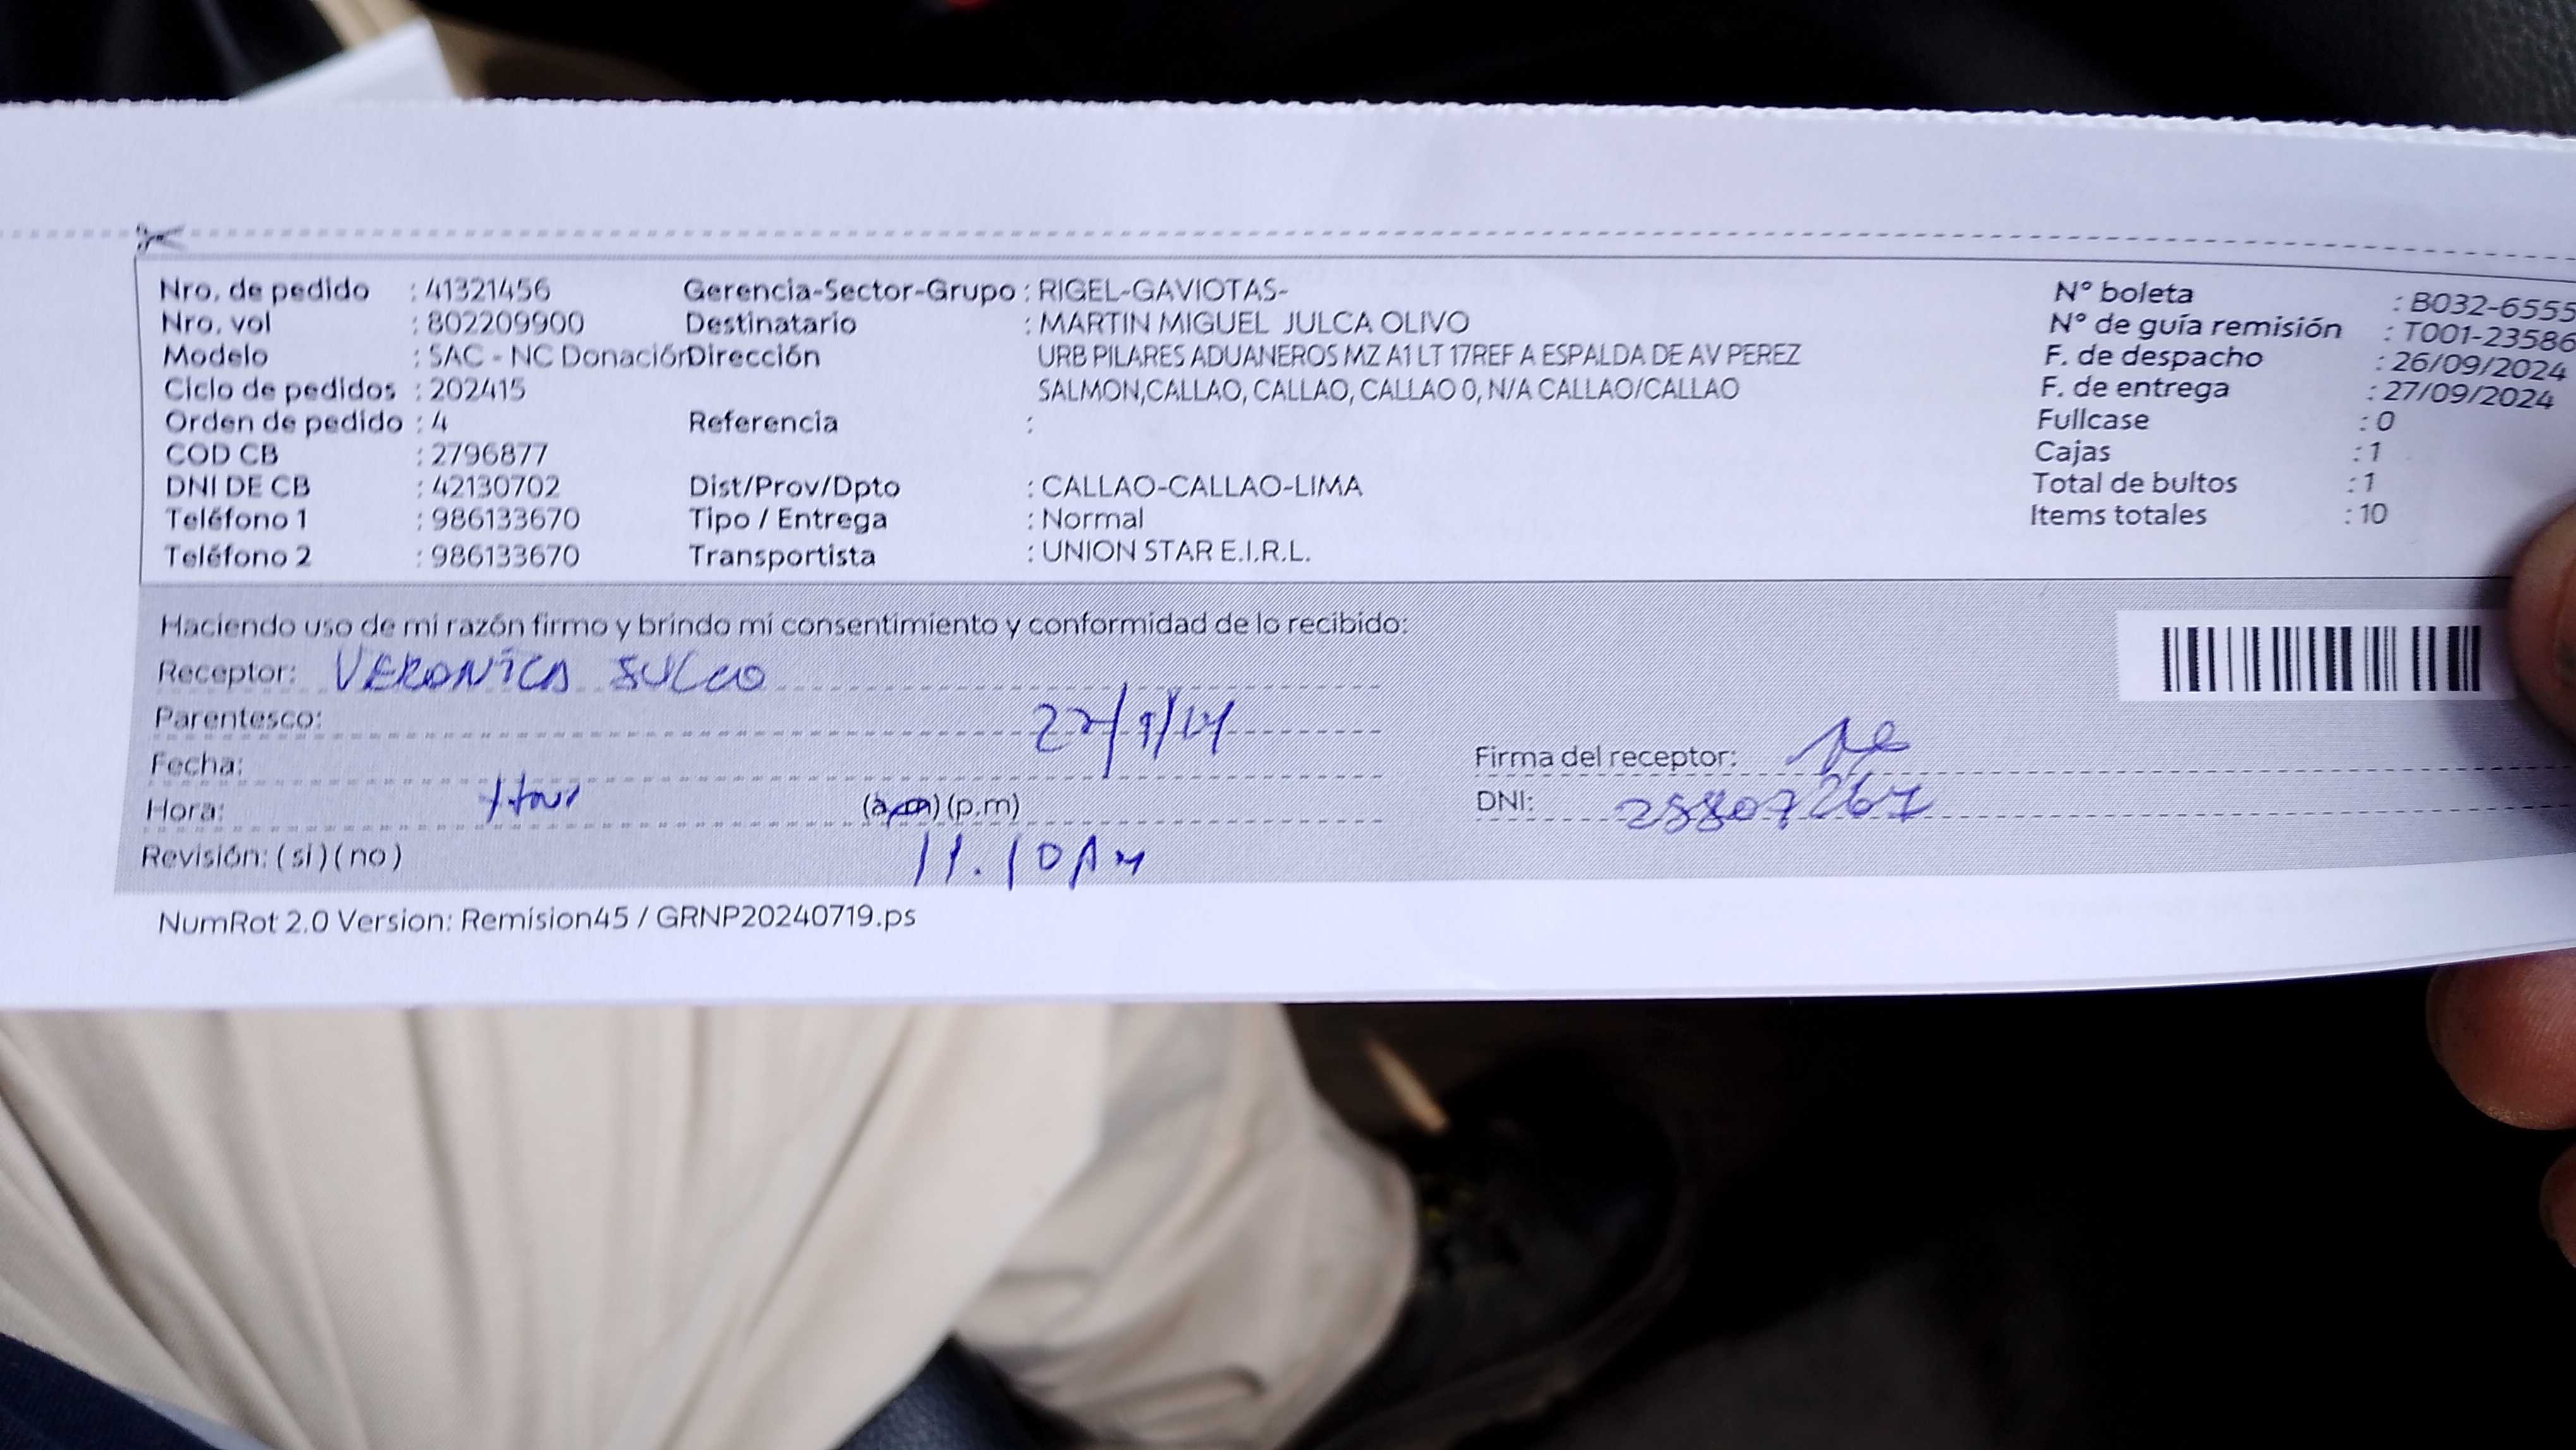 Nro. de pedido : 41321456 Gerencia-Sector-Grupo : RIGEL-GAVIOTAS- N° boleta : B032-6555
Nro. vol : 802209900 Destinatario : MARTIN MIGUEL JULCA OLIVO N° de guía remisión : T001-23586
Modelo : SAC - NC Donación Dirección URB PILARES ADUANEROS MZ A1 LT 17REF A ESPALDA DE AV PEREZ F. de despacho : 26/09/2024
Ciclo de pedidos : 202415 SALMON,CALLAO, CALLAO, CALLAO 0, N/A CALLAO/CALLAO F. de entrega : 27/09/2024
Orden de pedido : 4 Referencia : Fullcase : 0
COD CB : 2796877 Cajas : 1
DNI DE CB : 42130702 Dist/Prov/Dpto : CALLAO-CALLAO-LIMA Total de bultos : 1
Teléfono 1 : 986133670 Tipo / Entrega : Normal Items totales : 10
Teléfono 2 : 986133670 Transportista : UNION STAR E.I.R.L.
Haciendo uso de mi razón firmo y brindo mi consentimiento y conformidad de lo recibido:
Receptor: VERONICA
Parentesco:
Fecha: Firma del receptor:
Hora: (a.m) (p.m) DNI:
Revisión: ( si ) ( no ) 11.10 AM
NumRot 2.0 Version: Remision45 / GRNP20240719.ps